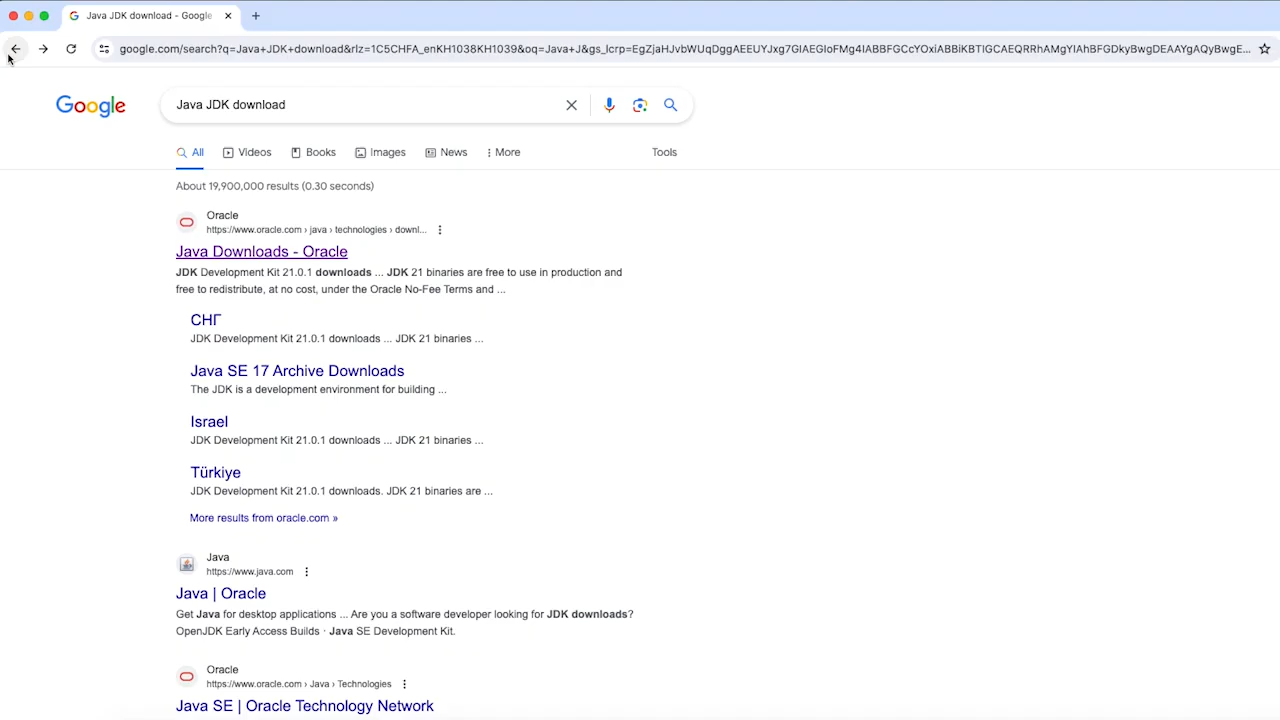 Java JDK download - Google
google.com/search?q=Java+JDK+download&rlz=1C5CHFA_enKH1038KH1039&oq=Java+J&gs_lcrp=EgZjaHJvbWUqDggAEEUYJxg7GIAEGIoFMg4IABBFGCcYOxiABBiKBTIGCAEQRRhAMgYIAhBFGDkyBwgDEAAYgAQyBwgE...
Google
Java JDK download
All
Videos
Books
Images
News
More
Tools
About 19,900,000 results (0.30 seconds)
Oracle
https://www.oracle.com › java › technologies › downl...
Java Downloads - Oracle
JDK Development Kit 21.0.1 downloads ... JDK 21 binaries are free to use in production and
free to redistribute, at no cost, under the Oracle No-Fee Terms and ...
СНГ
JDK Development Kit 21.0.1 downloads ... JDK 21 binaries ...
Java SE 17 Archive Downloads
The JDK is a development environment for building ...
Israel
JDK Development Kit 21.0.1 downloads ... JDK 21 binaries ...
Türkiye
JDK Development Kit 21.0.1 downloads. JDK 21 binaries are ...
More results from oracle.com »
Java
https://www.java.com
Java | Oracle
Get Java for desktop applications ... Are you a software developer looking for JDK downloads?
OpenJDK Early Access Builds · Java SE Development Kit.
Oracle
https://www.oracle.com › Java › Technologies
Java SE | Oracle Technology Network